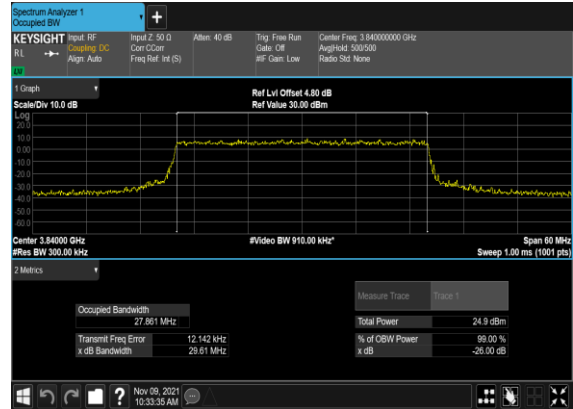 Spectrum Analyzer 1
Occupied BW
KEYSIGHT Input: RF Input Z: 50 Ω Atten: 40 dB Trig: Free Run Center Freq: 3.840000000 GHz
RL Coupling: DC Corr CCorr Gate: Off Avg|Hold: 500/500
Align: Auto Freq Ref: Int (S) #IF Gain: Low Radio Std: None
1 Graph
Ref Lvl Offset 4.80 dB
Scale/Div 10.0 dB Ref Value 30.00 dBm
Log
20.0
10.0
0.00
-10.0
-20.0
-30.0
-40.0
-50.0
-60.0
Center 3.84000 GHz #Video BW 910.00 kHz* Span 60 MHz
#Res BW 300.00 kHz Sweep 1.00 ms (1001 pts)
2 Metrics
Measure Trace Trace 1
Occupied Bandwidth
27.861 MHz Total Power 24.9 dBm
Transmit Freq Error 12.142 kHz % of OBW Power 99.00 %
x dB Bandwidth 29.61 MHz x dB -26.00 dB
Nov 09, 2021
10:33:35 AM